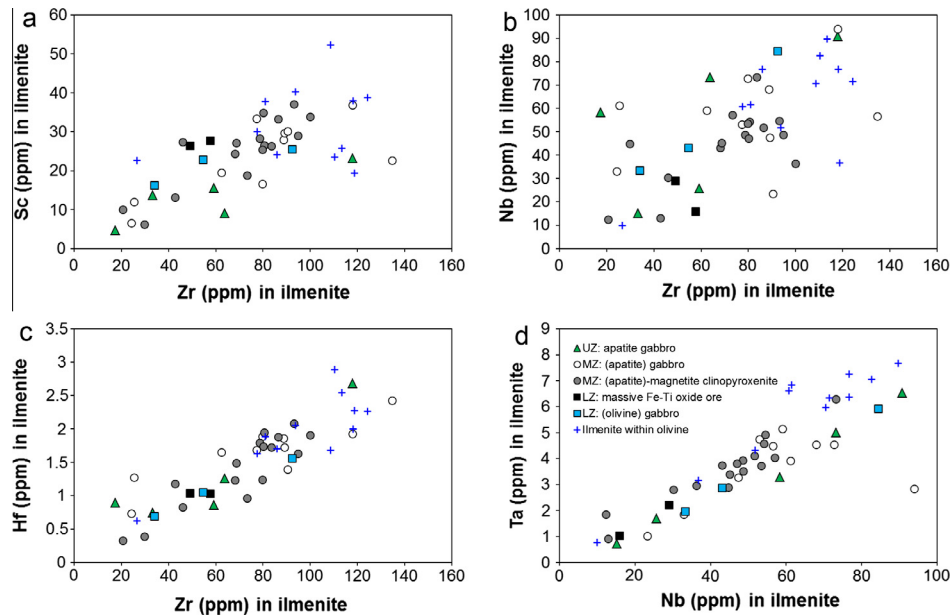 a
60
50
40
30
20
10
0
Sc (ppm) in ilmenite
0 20 40 60 80 100 120 140 160
Zr (ppm) in ilmenite
b
100
90
80
70
60
50
40
30
20
10
0
Nb (ppm) in ilmenite
0 20 40 60 80 100 120 140
Zr (ppm) in ilmenite
c
3.5
3
2.5
2
1.5
1
0.5
0
Hf (ppm) in ilmenite
0 20 40 60 80 100 120 140 160
Zr (ppm) in ilmenite
d
9
8
7
6
5
4
3
2
1
0
Ta (ppm) in ilmenite
UZ: apatite gabbro
MZ: (apatite) gabbro
MZ: (apatite)-magnetite clinopyroxenite
LZ: massive Fe-Ti oxide ore
LZ: (olivine) gabbro
Ilmenite within olivine
0 20 40 60 80 100
Nb (ppm) in ilmenite